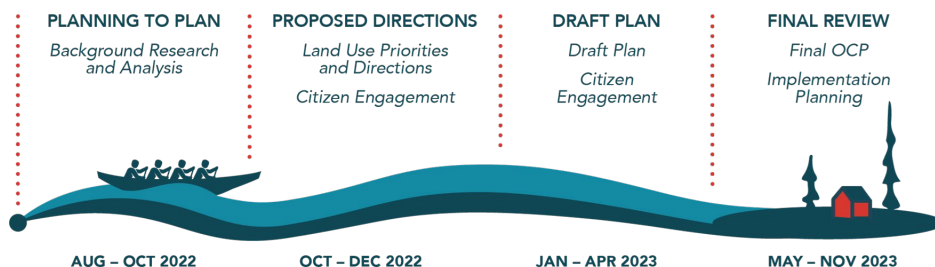 PLANNING TO PLAN
Background Research
and Analysis
PROPOSED DIRECTIONS
Land Use Priorities
and Directions
Citizen Engagement
DRAFT PLAN
Draft Plan
Citizen
Engagement
FINAL REVIEW
Final OCP
Implementation
Planning
AUG – OCT 2022
OCT – DEC 2022
JAN – APR 2023
MAY – NOV 2023